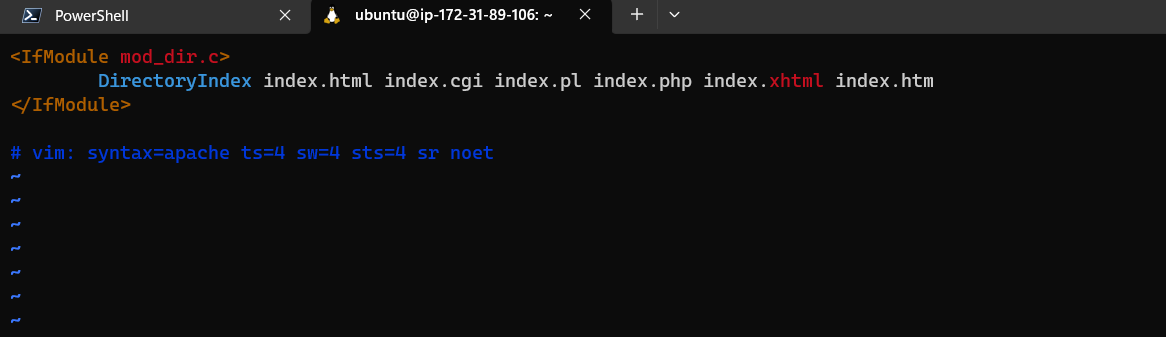 PowerShell
ubuntu@ip-172-31-89-106: ~
<IfModule mod_dir.c>
DirectoryIndex index.html index.cgi index.pl index.php index.xhtml index.htm
</IfModule>
# vim: syntax=apache ts=4 sw=4 sts=4 sr noet
~
~
~
~
~
~
~